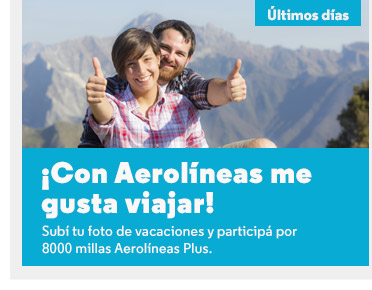 Últimos días
¡Con Aerolíneas me
gusta viajar!
Subí tu foto de vacaciones y participá por
8000 millas Aerolíneas Plus.